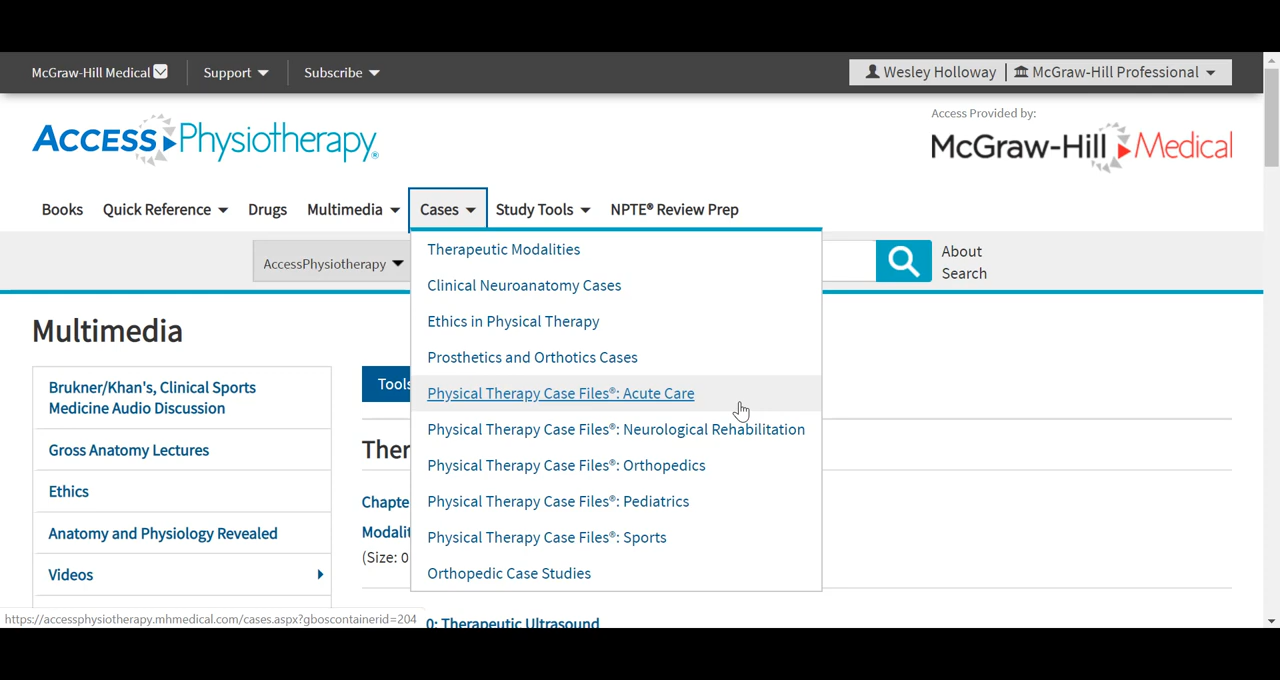 McGraw-Hill Medical
Support
Subscribe
Wesley Holloway
McGraw-Hill Professional
ACCESS Physiotherapy®
Access Provided by:
McGraw-Hill Medical
Books
Quick Reference
Drugs
Multimedia
Cases
Study Tools
NPTE® Review Prep
AccessPhysiotherapy
About
Search
Therapeutic Modalities
Clinical Neuroanatomy Cases
Ethics in Physical Therapy
Prosthetics and Orthotics Cases
Physical Therapy Case Files®: Acute Care
Physical Therapy Case Files®: Neurological Rehabilitation
Physical Therapy Case Files®: Orthopedics
Physical Therapy Case Files®: Pediatrics
Physical Therapy Case Files®: Sports
Orthopedic Case Studies
Multimedia
Brukner/Khan's, Clinical Sports
Medicine Audio Discussion
Gross Anatomy Lectures
Ethics
Anatomy and Physiology Revealed
Videos
Tools
Ther
Chapte
Modalit
(Size: 0
0: Therapeutic Ultrasound
https://accessphysiotherapy.mhmedical.com/cases.aspx?gboscontainerid=204